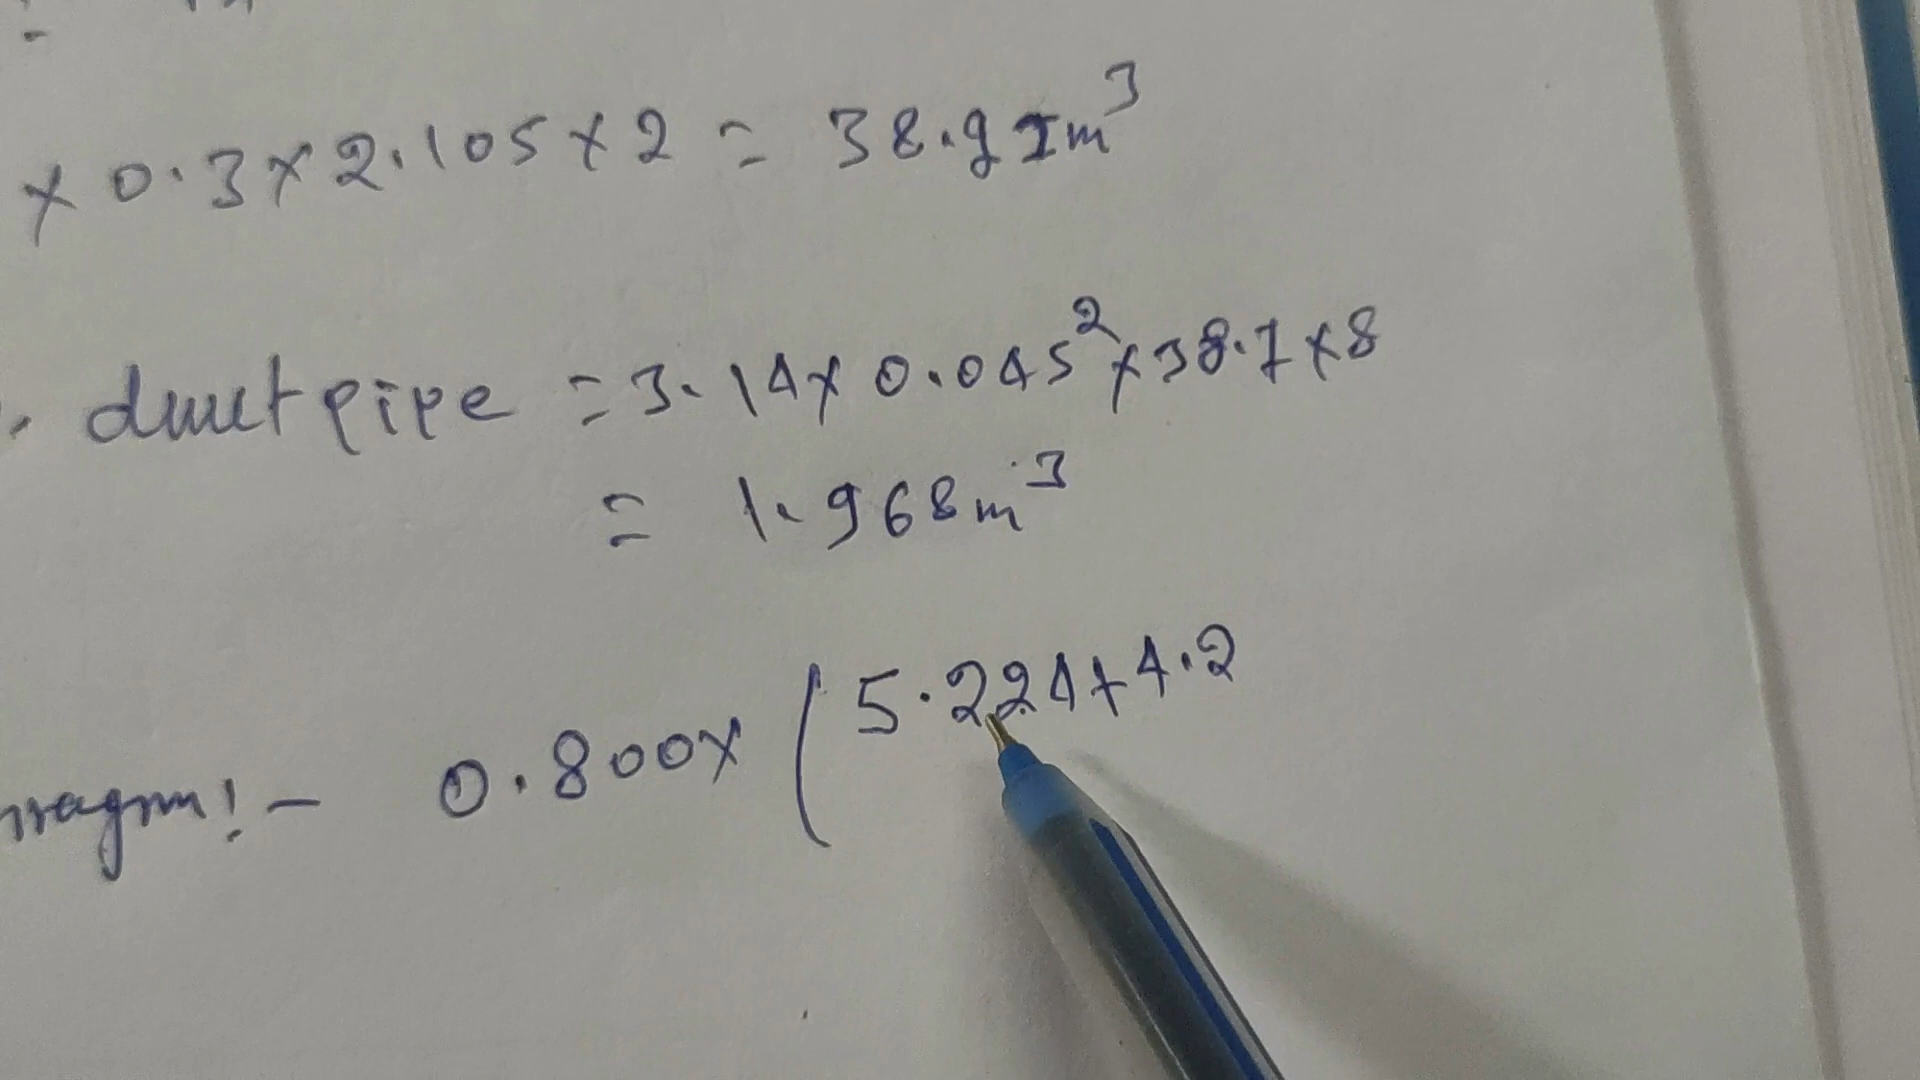 × 0.3 × 2.105 × 2 = 38.91m³
duct pipe = 3.14 × 0.045² × 38.7 × 8
= 1.968m³
0.800 × ( 5.224 + 4.2